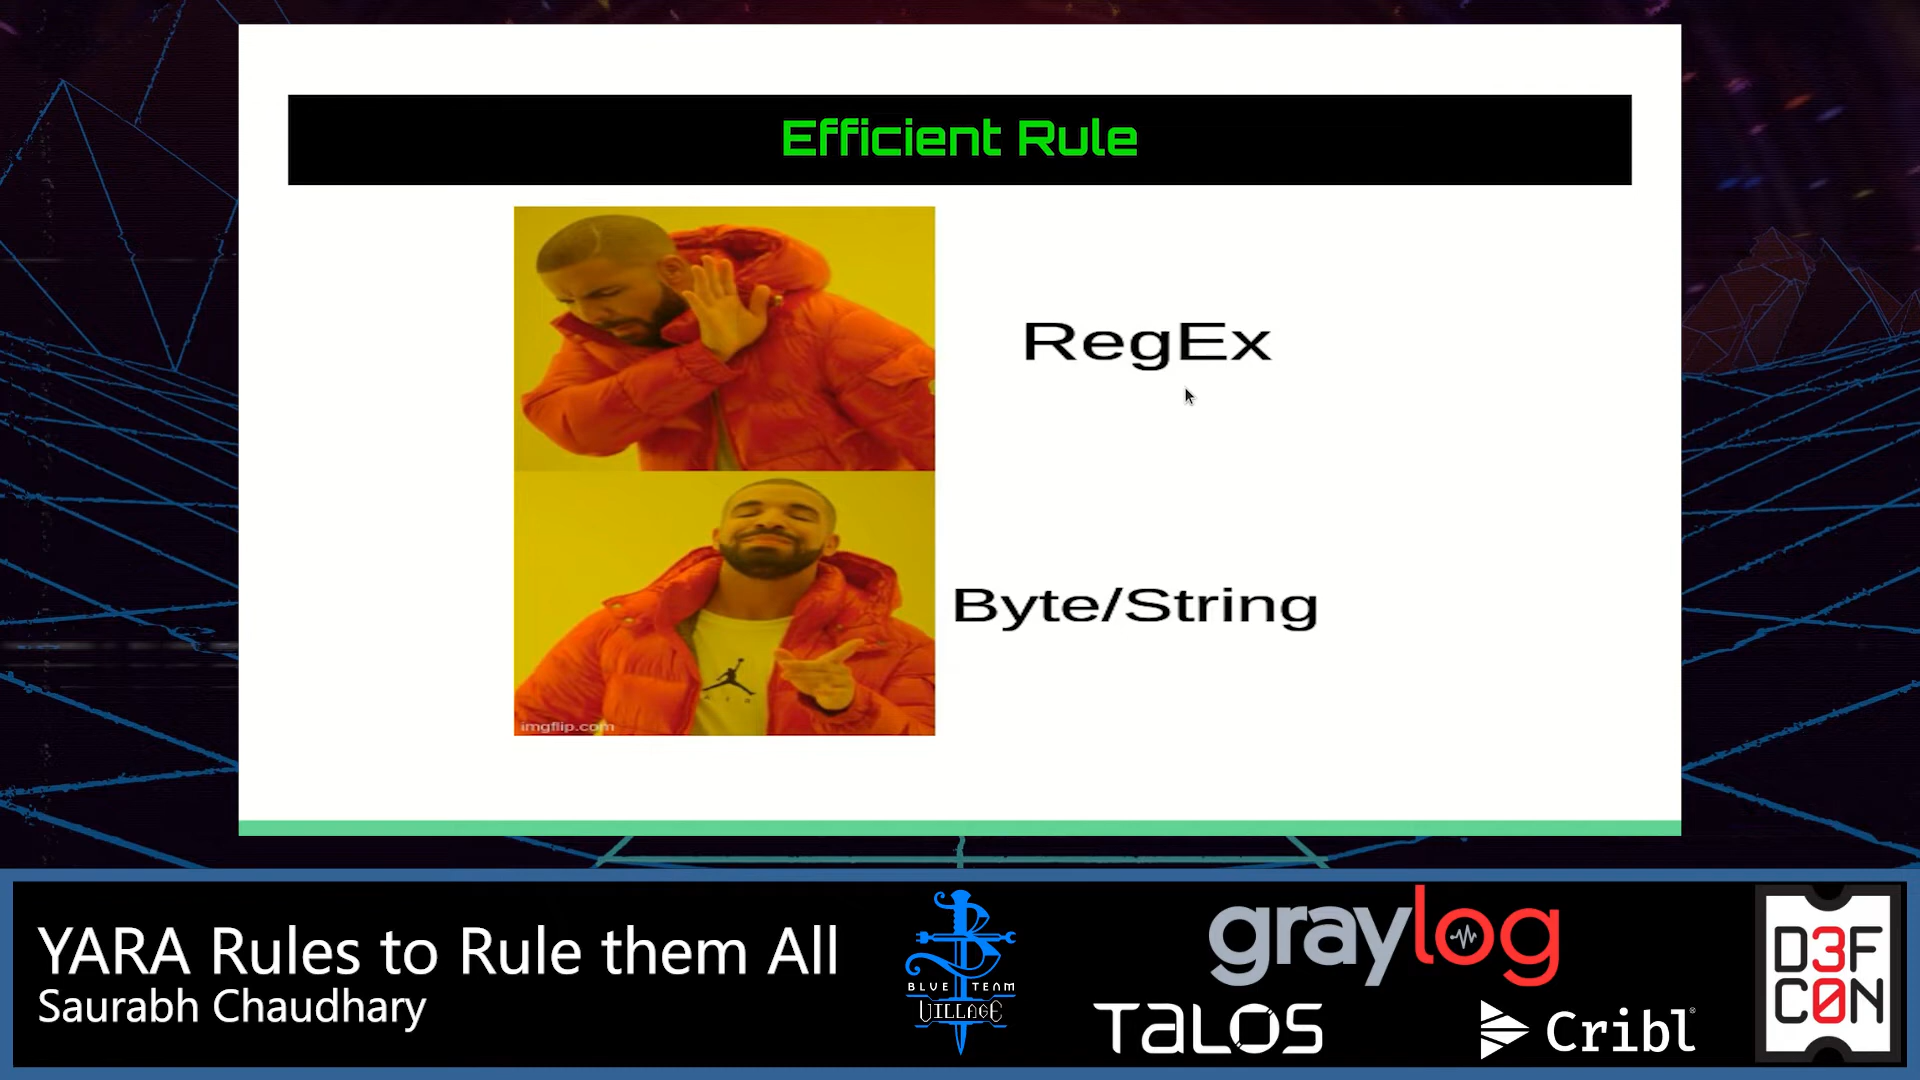 Efficient Rule
RegEx
Byte/String
imgflip.com
YARA Rules to Rule them All
Saurabh Chaudhary
BLUE TEAM
VILLAGE
graylog
TALOS
Cribl
D3F
C0N